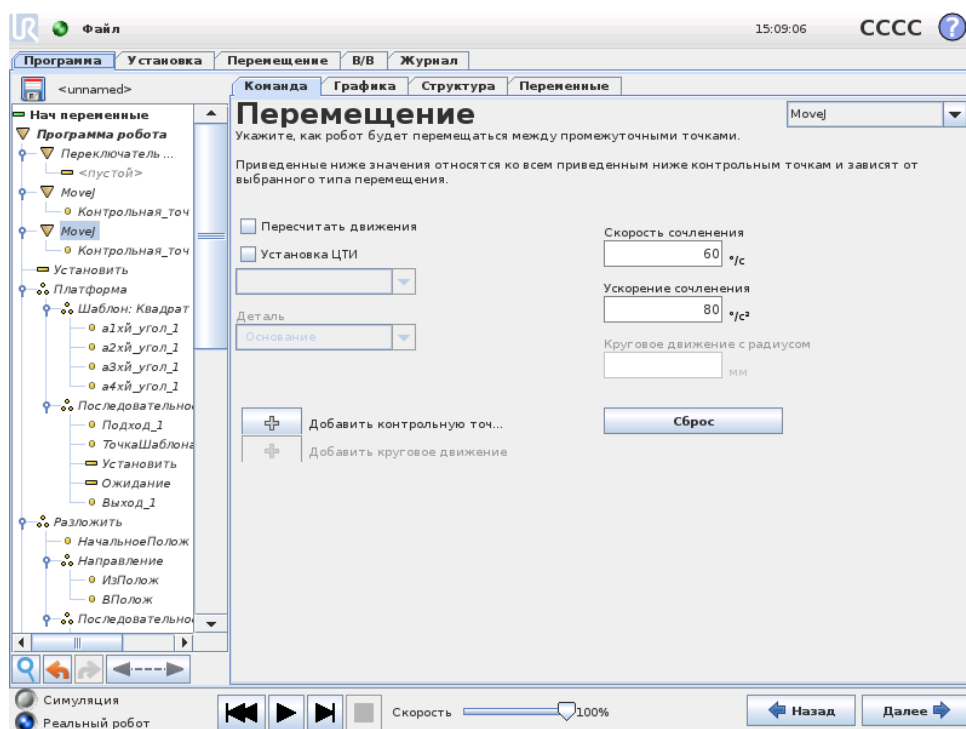 UR Файл 15:09:06 CCCC ?
Программа Установка Перемещение В/В Журнал
<unnamed>
Команда Графика Структура Переменные
Нач переменные
Программа робота
Переключатель ...
<пустой>
MoveJ
Контрольная_точ
MoveJ
Контрольная_точ
Установить
Платформа
Шаблон: Квадрат
a1хй_угол_1
a2хй_угол_1
a3хй_угол_1
a4хй_угол_1
Последовательно
Подход_1
ТочкаШаблона
Установить
Ожидание
Выход_1
Разложить
НачальноеПолож
Направление
ИзПолож
ВПолож
Последовательно
Перемещение
MoveJ
Укажите, как робот будет перемещаться между промежуточными точками.
Приведенные ниже значения относятся ко всем приведенным ниже контрольным точкам и зависят от
выбранного типа перемещения.
Пересчитать движения
Установка ЦТИ
Деталь
Основание
Скорость сочленения
60 °/с
Ускорение сочленения
80 °/с²
Круговое движение с радиусом
мм
Добавить контрольную точ...
Добавить круговое движение
Сброс
Симуляция
Реальный робот
Скорость 100%
Назад
Далее